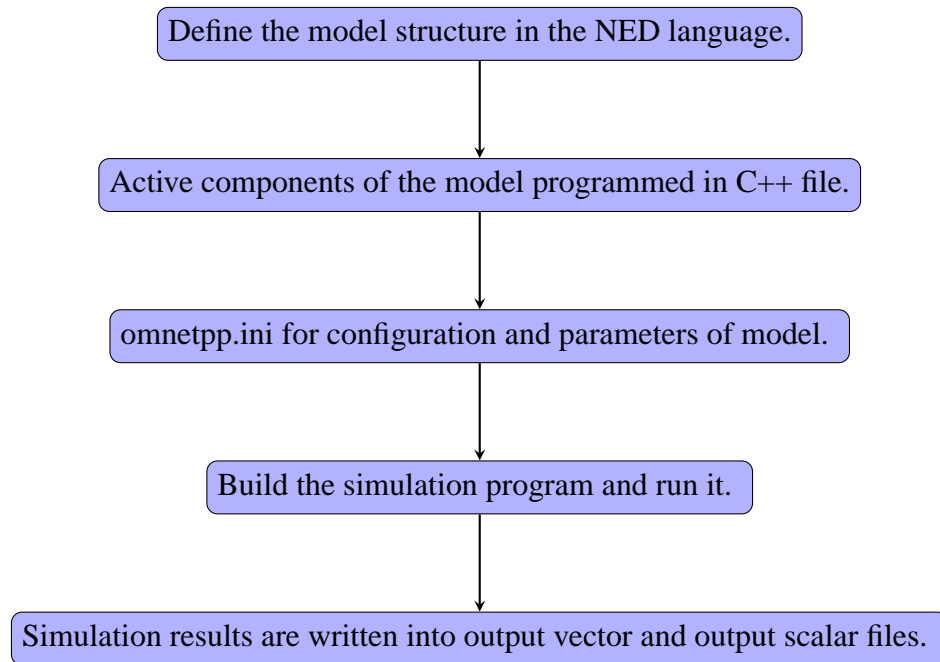 Define the model structure in the NED language.
Active components of the model programmed in C++ file.
omnetpp.ini for configuration and parameters of model.
Build the simulation program and run it.
Simulation results are written into output vector and output scalar files.